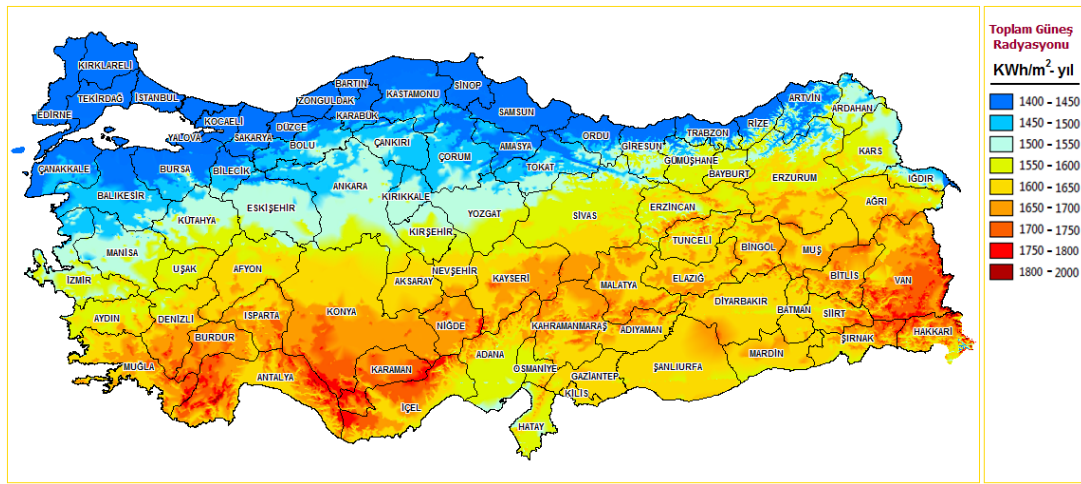 KIRKLARELİ
TEKİRDAĞ
İSTANBUL
EDİRNE
KOCAELİ
YALOVA
SAKARYA
DÜZCE
BOLU
ZONGULDAK
BARTIN
KARABÜK
KASTAMONU
SİNOP
SAMSUN
ÇANKIRI
ÇORUM
AMASYA
TOKAT
ORDU
GİRESUN
TRABZON
RİZE
ARTVİN
ARDAHAN
KARS
IĞDIR
GÜMÜŞHANE
BAYBURT
ERZURUM
AĞRI
ÇANAKKALE
BURSA
BİLECİK
BALIKESİR
KÜTAHYA
ESKİŞEHİR
ANKARA
KIRIKKALE
YOZGAT
KIRŞEHİR
SİVAS
ERZİNCAN
TUNCELİ
BİNGÖL
MUŞ
BİTLİS
VAN
MANİSA
İZMİR
UŞAK
AFYON
AKSARAY
NEVŞEHİR
KAYSERİ
MALATYA
ELAZIĞ
DİYARBAKIR
BATMAN
SİİRT
ŞIRNAK
HAKKARİ
AYDIN
DENİZLİ
ISPARTA
BURDUR
KONYA
NİĞDE
KAHRAMANMARAŞ
ADIYAMAN
MARDİN
ŞANLIURFA
MUĞLA
ANTALYA
KARAMAN
İÇEL
ADANA
OSMANİYE
GAZİANTEP
KİLİS
HATAY
Toplam Güneş
Radyasyonu
KWh/m²- yıl
1400 - 1450
1450 - 1500
1500 - 1550
1550 - 1600
1600 - 1650
1650 - 1700
1700 - 1750
1750 - 1800
1800 - 2000